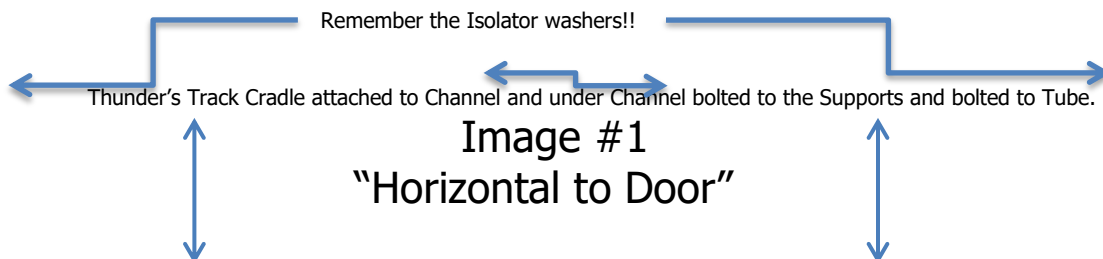 Remember the Isolator washers!!
Thunder’s Track Cradle attached to Channel and under Channel bolted to the Supports and bolted to Tube.
Image #1
“Horizontal to Door”